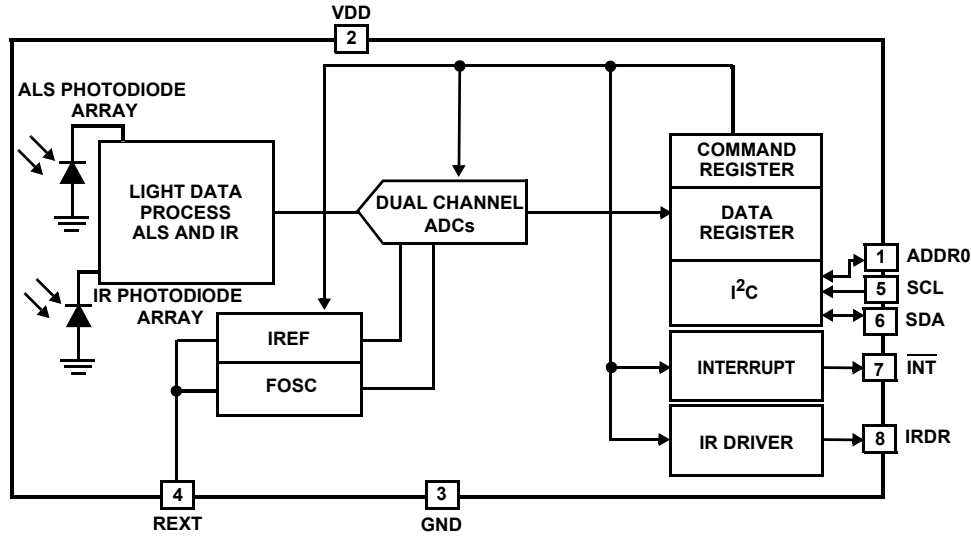 VDD
2
ALS PHOTODIODE
ARRAY
LIGHT DATA
PROCESS
ALS AND IR
DUAL CHANNEL
ADCs
COMMAND
REGISTER
DATA
REGISTER
I²C
1
ADDR0
5
SCL
6
SDA
IR PHOTODIODE
ARRAY
IREF
FOSC
INTERRUPT
7
INT
IR DRIVER
8
IRDR
4
REXT
3
GND